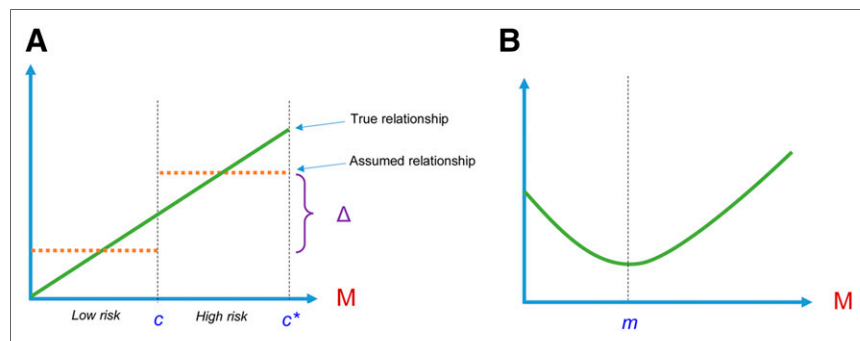 A
B
True relationship
Assumed relationship
Δ
M
M
Low risk
c
High risk
c*
m